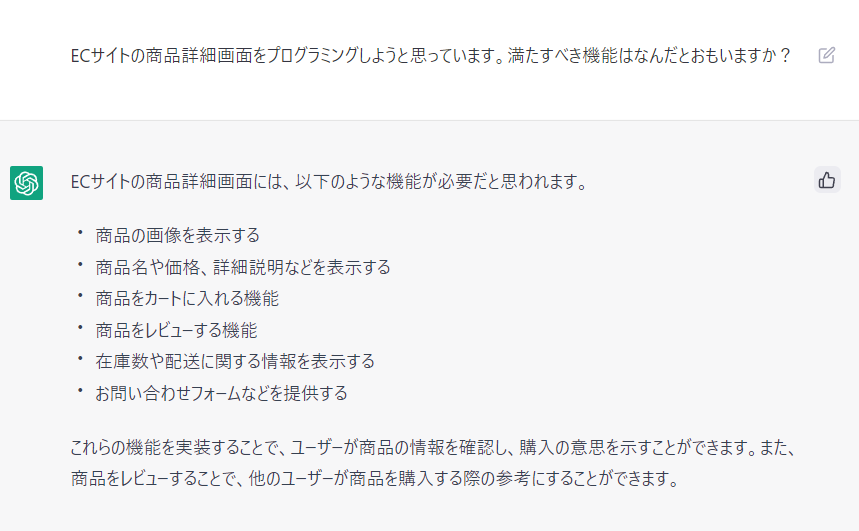 ECサイトの商品詳細画面をプログラミングしようと思っています。満たすべき機能はなんだとおもいますか？
ECサイトの商品詳細画面には、以下のような機能が必要だと思われます。
・ 商品の画像を表示する
・ 商品名や価格、詳細説明などを表示する
・ 商品をカートに入れる機能
・ 商品をレビューする機能
・ 在庫数や配送に関する情報を表示する
・ お問い合わせフォームなどを提供する
これらの機能を実装することで、ユーザーが商品の情報を確認し、購入の意思を示すことができます。また、
商品をレビューすることで、他のユーザーが商品を購入する際の参考にすることができます。